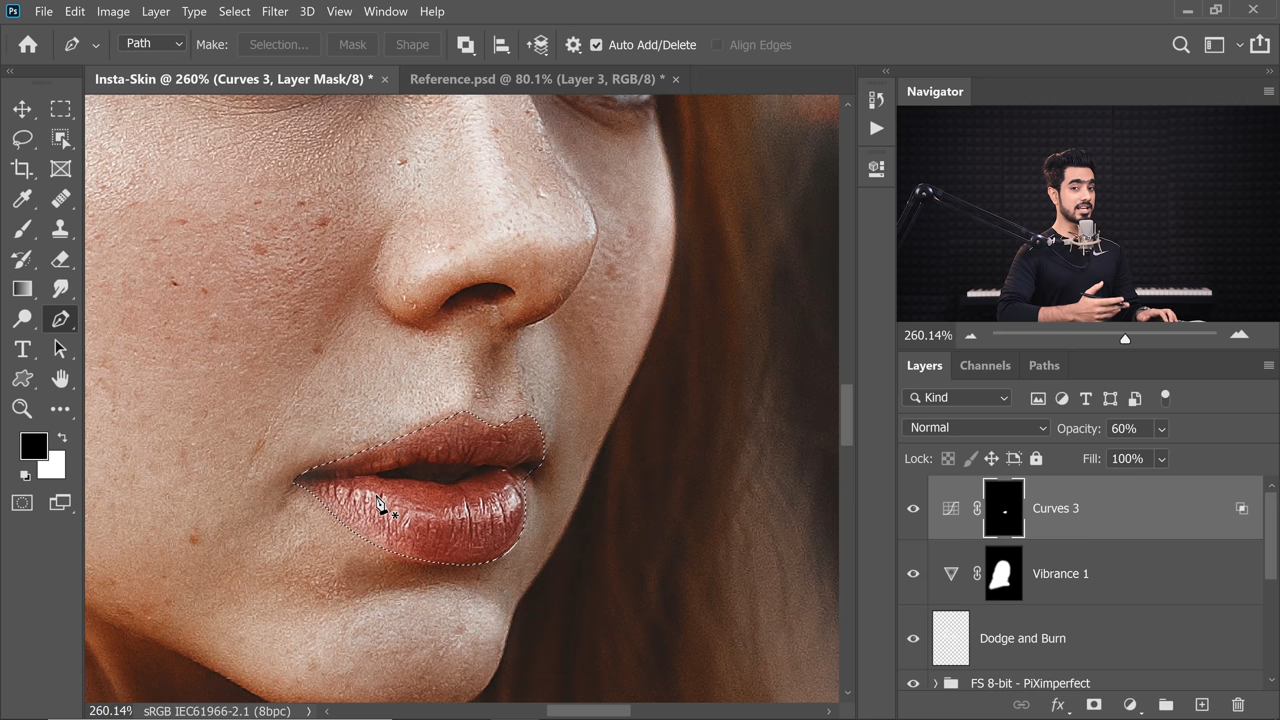 Ps File Edit Image Layer Type Select Filter 3D View Window Help
Path Make: Selection... Mask Shape Auto Add/Delete Align Edges
Insta-Skin @ 260% (Curves 3, Layer Mask/8) * × Reference.psd @ 80.1% (Layer 3, RGB/8) * ×
Navigator
260.14%
Layers Channels Paths
Kind
Normal Opacity: 60%
Lock: Fill: 100%
Curves 3
Vibrance 1
Dodge and Burn
FS 8-bit - PiXimperfect
260.14% sRGB IEC61966-2.1 (8bpc)